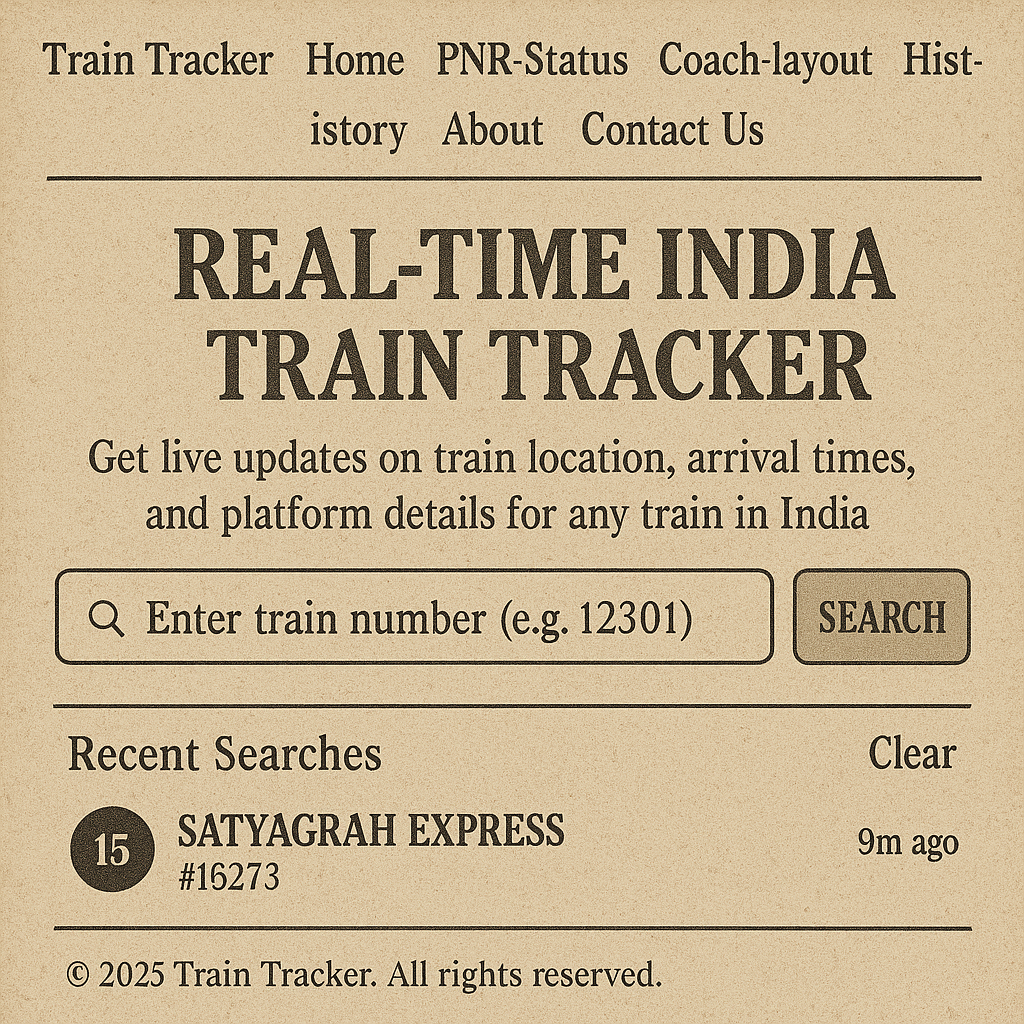 Train Tracker Home PNR-Status Coach-layout Hist-
istory About Contact Us
REAL-TIME INDIA
TRAIN TRACKER
Get live updates on train location, arrival times,
and platform details for any train in India
Enter train number (e.g. 12301)
SEARCH
Recent Searches
Clear
15
SATYAGRAH EXPRESS
#16273
9m ago
© 2025 Train Tracker. All rights reserved.